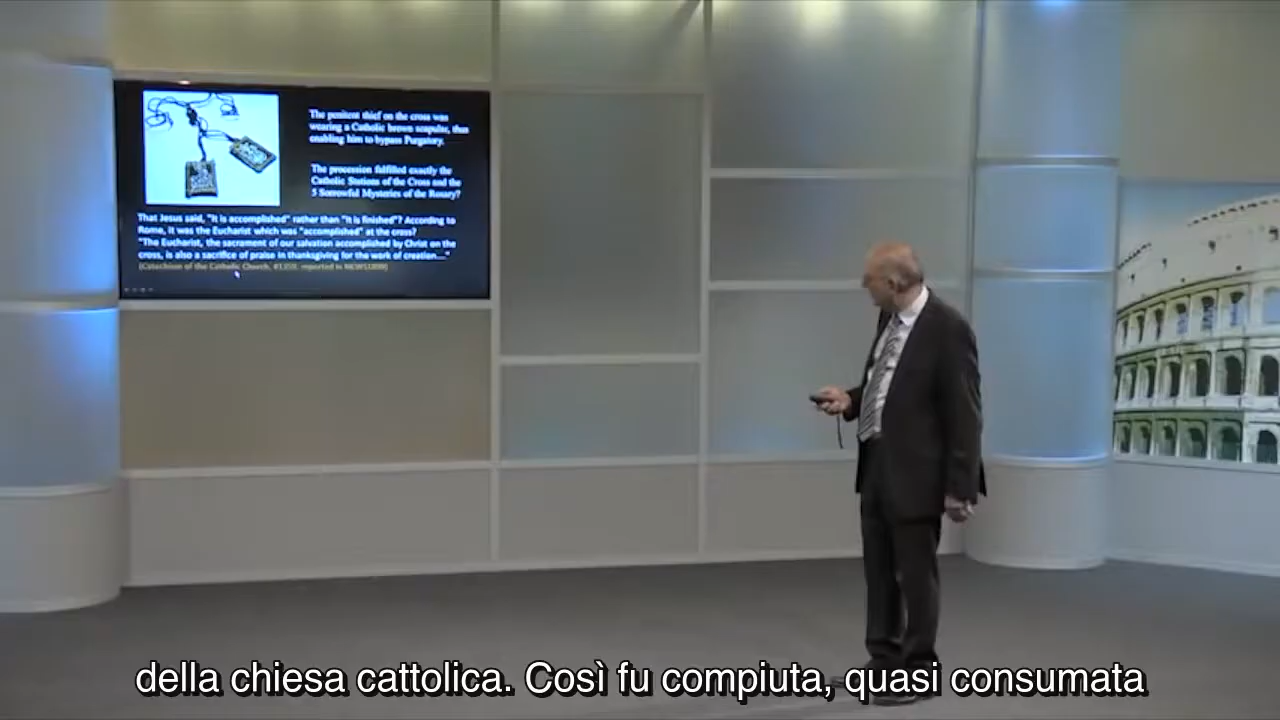 The penitent thief on the cross was
wearing a Catholic brown scapular, thus
enabling him to bypass Purgatory.
The procession fulfilled exactly the
Catholic Stations of the Cross and the
5 Sorrowful Mysteries of the Rosary?
That Jesus said, "It is accomplished" rather than "It is finished"? According to
Rome, it was the Eucharist which was "accomplished" at the cross?
"The Eucharist, the sacrament of our salvation accomplished by Christ on the
cross, is also a sacrifice of praise in thanksgiving for the work of creation...."
(Catechism of the Catholic Church, #1359, reported in
della chiesa cattolica. Così fu compiuta, quasi consumata